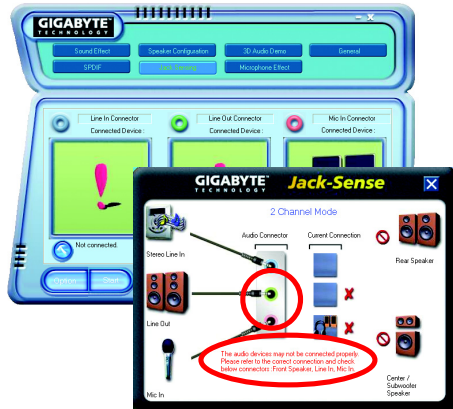 GIGABYTE™
TECHNOLOGY
Sound Effect
Speaker Configuration
3D Audio Demo
General
SPDIF
Jack Sensing
Microphone Effect
Line In Connector
Connected Device :
Line Out Connector
Connected Device :
Mic In Connector
Connected Device :
Not connected.
Option
Start
GIGABYTE™
TECHNOLOGY
Jack-Sense
2 Channel Mode
Audio Connector
Current Connection
Stereo Line In
Rear Speaker
Line Out
Mic In
The audio devices may not be connected properly.
Please refer to the correct connection and check
below connectors :Front Speaker, Line In, Mic In.
Center /
Subwoofer
Speaker